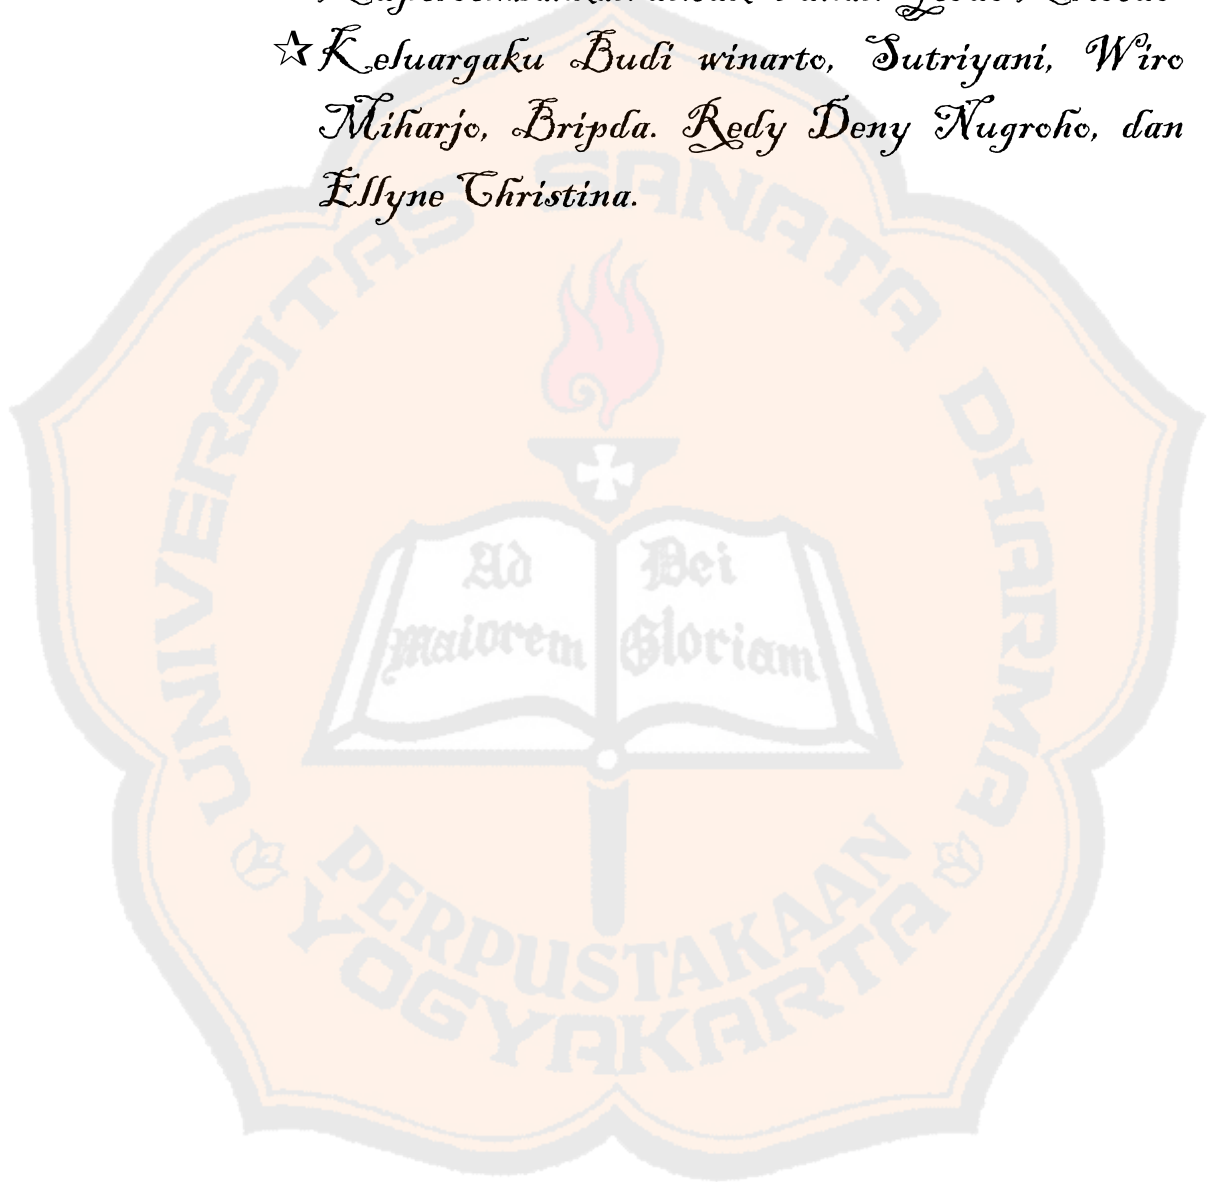 ☆ Keluargaku Budi winarto, Sutriyani, Wiro
Miharjo, Bripda. Redy Deny Nugroho, dan
Ellyne Christina.
UNIVERSITAS SANATA DHARMA
Ad Dei
maiorem Gloriam
PERPUSTAKAAN
YOGYAKARTA